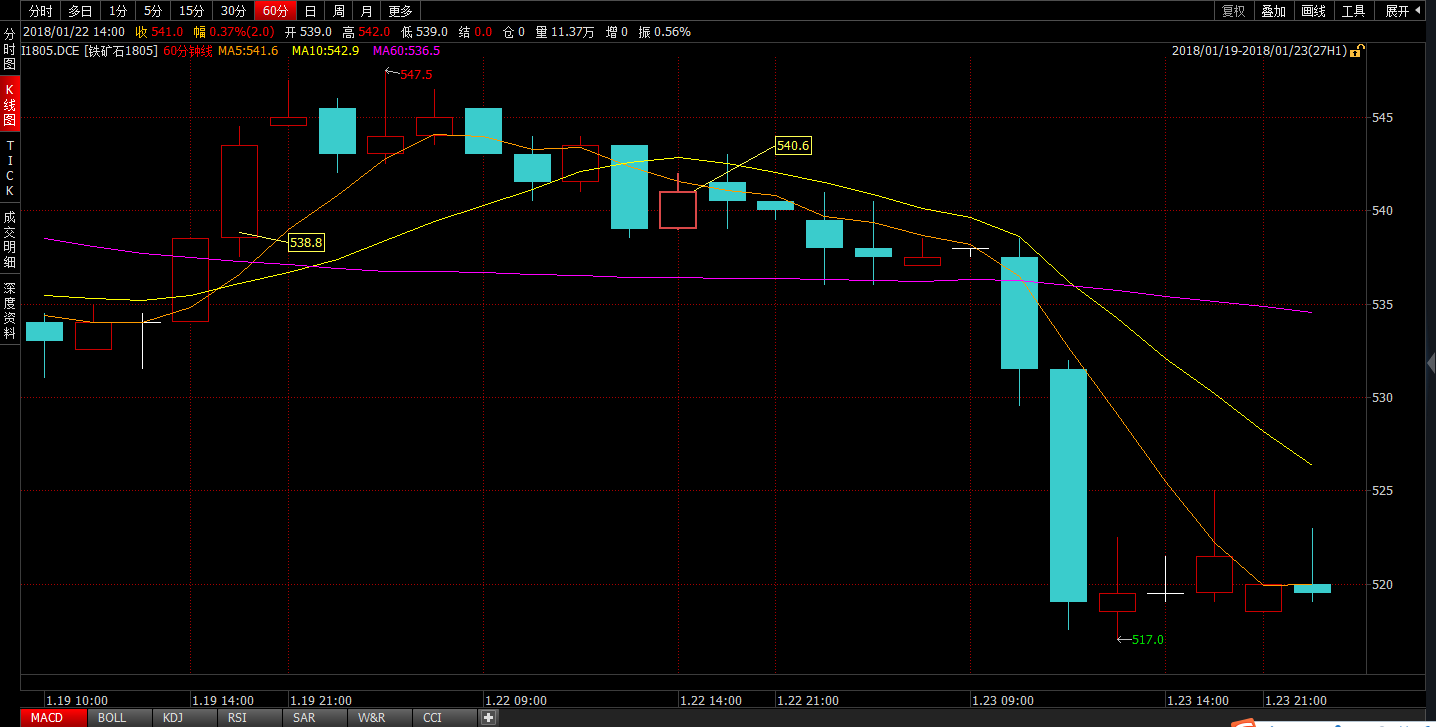 分时 多日 1分 5分 15分 30分 60分 日 周 月 更多 复权 叠加 画线 工具 展开
2018/01/22 14:00 收 541.0 幅 0.37%(2.0) 开 539.0 高 542.0 低 539.0 结 0.0 仓 0 量 11.37万 增 0 振 0.56%
I1805.DCE [铁矿石1805] 60分钟线 MA5:541.6 MA10:542.9 MA60:536.5 2018/01/19-2018/01/23(27H1)
分时图
K线图
TICK
成交明细
深度资料
547.5
540.6
538.8
517.0
545
540
535
530
525
520
1.19 10:00 1.19 14:00 1.19 21:00 1.22 09:00 1.22 14:00 1.22 21:00 1.23 09:00 1.23 14:00 1.23 21:00
MACD BOLL KDJ RSI SAR W&R CCI